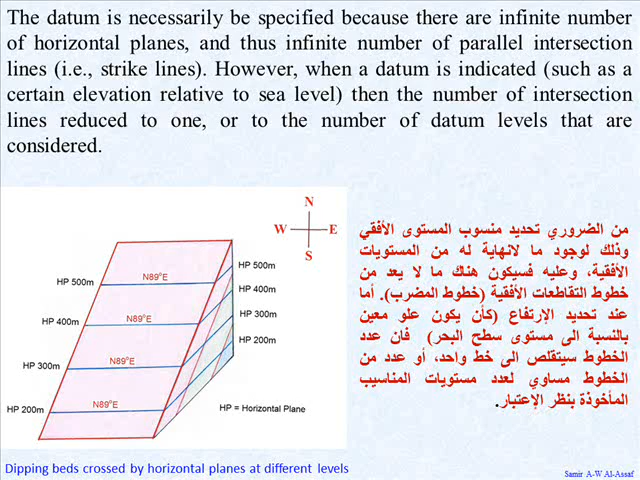 The datum is necessarily be specified because there are infinite number
of horizontal planes, and thus infinite number of parallel intersection
lines (i.e., strike lines). However, when a datum is indicated (such as a
certain elevation relative to sea level) then the number of intersection
lines reduced to one, or to the number of datum levels that are
considered.
N
W E
S
HP 500m
N89°E
HP 500m
HP 400m
N89°E
HP 400m
HP 300m
N89°E
HP 300m
HP 200m
N89°E
HP 200m
HP = Horizontal Plane
من الضروري تحديد منسوب المستوى الأفقي
وذلك لوجود ما لانهاية له من المستويات
الأفقية، وعليه فسيكون هناك ما لا يعد من
خطوط التقاطعات الأفقية (خطوط المضرب). أما
عند تحديد الإرتفاع (كأن يكون علو معين
بالنسبة الى مستوى سطح البحر) فان عدد
الخطوط سيتقلص الى خط واحد، أو عدد من
الخطوط مساوي لعدد مستويات المناسيب
المأخوذة بنظر الإعتبار.
Dipping beds crossed by horizontal planes at different levels
Samir A-W Al-Assaf